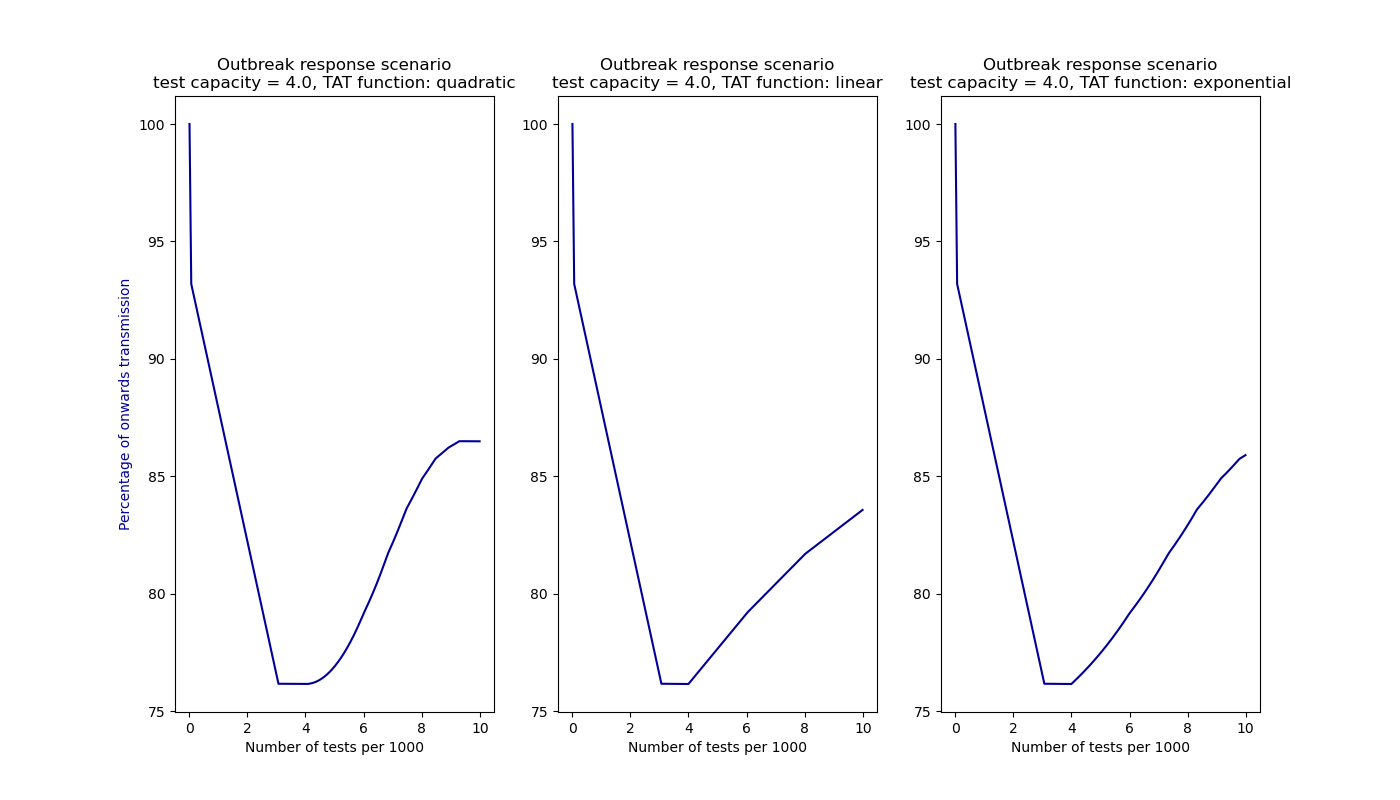 Outbreak response scenario
test capacity = 4.0, TAT function: quadratic
Percentage of onwards transmission
100
95
90
85
80
75
0 2 4 6 8 10
Number of tests per 1000
Outbreak response scenario
test capacity = 4.0, TAT function: linear
100
95
90
85
80
75
0 2 4 6 8 10
Number of tests per 1000
Outbreak response scenario
test capacity = 4.0, TAT function: exponential
100
95
90
85
80
75
0 2 4 6 8 10
Number of tests per 1000